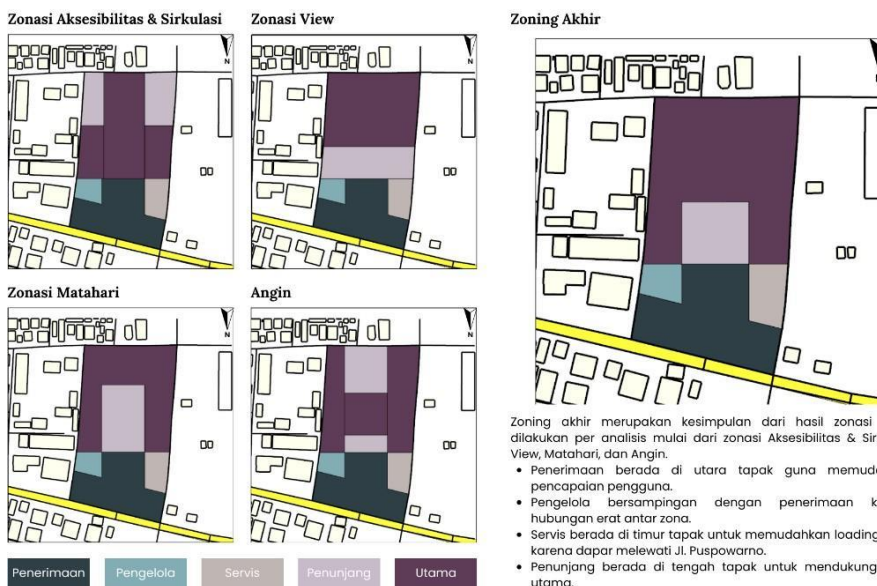 Zonasi Aksesibilitas & Sirkulasi
Zonasi View
Zoning Akhir
N
N
Zonasi Matahari
Angin
N
N
Penerimaan
Pengelola
Servis
Penunjang
Utama
Zoning akhir merupakan kesimpulan dari hasil zonasi
dilakukan per analisis mulai dari zonasi Aksesibilitas &
View, Matahari, dan Angin.
• Penerimaan berada di utara tapak guna
pencapaian pengguna.
• Pengelola bersampingan dengan penerimaan
hubungan erat antar zona.
• Servis berada di timur tapak untuk memudahkan loading
karena dapar melewati Jl. Puspowarno.
• Penunjang berada di tengah tapak untuk mendukung
utama.